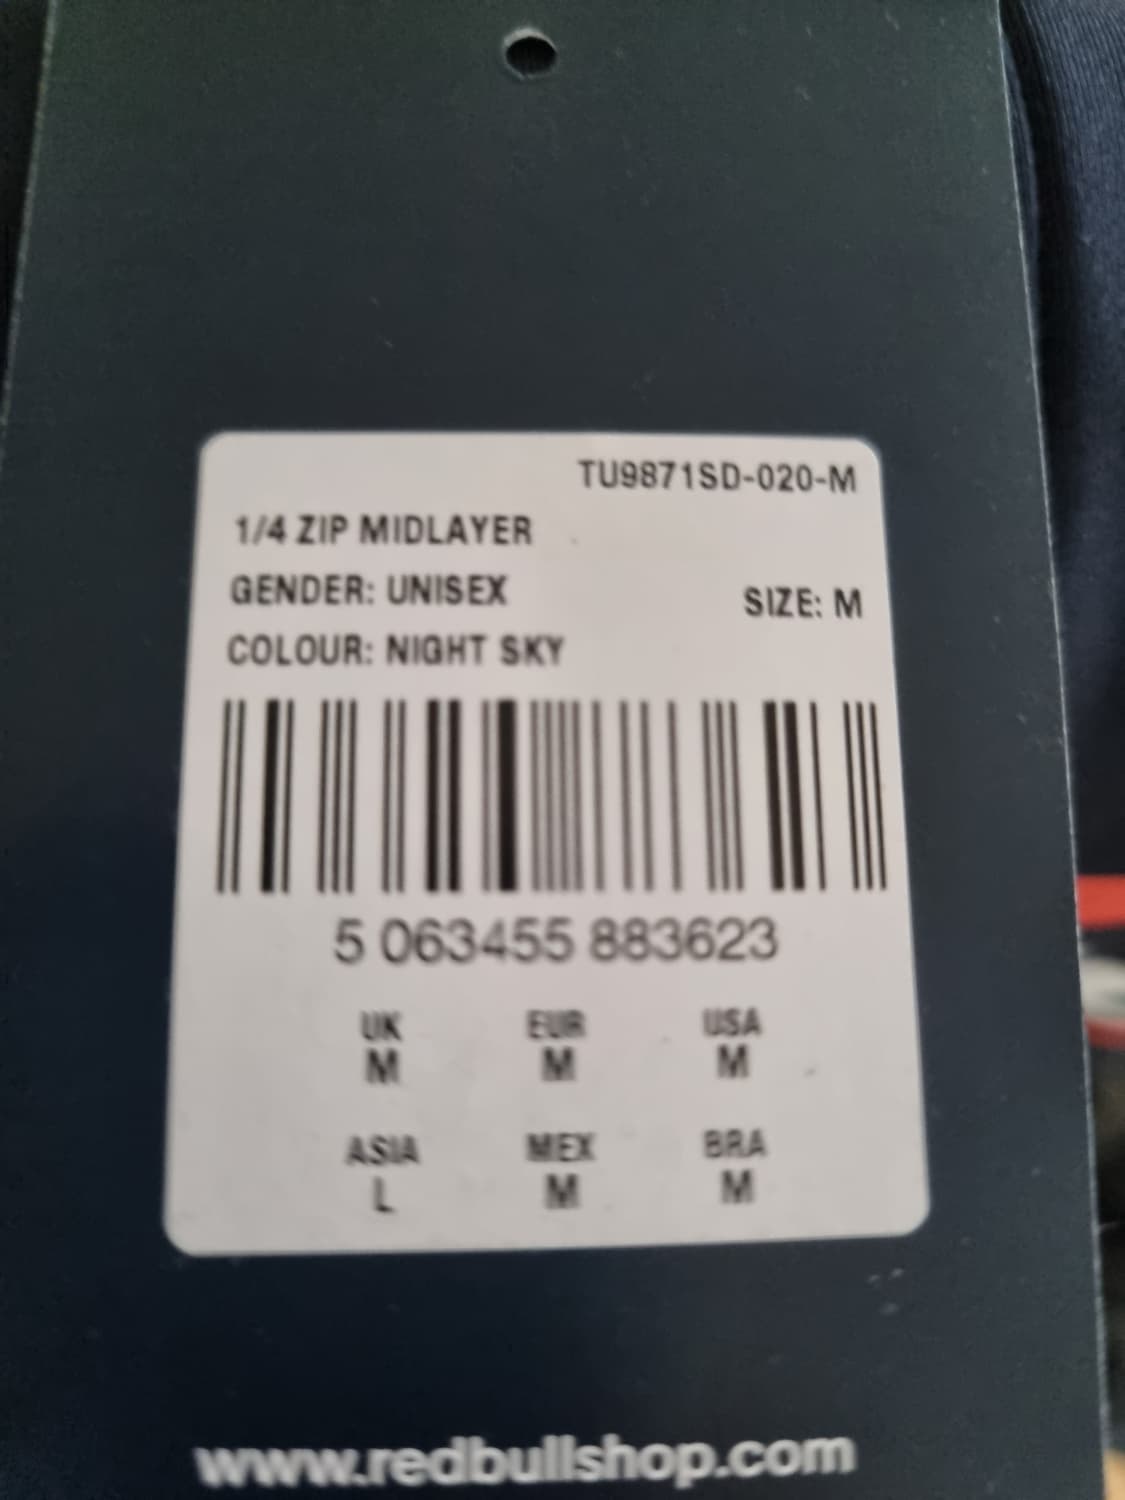 TU9871SD-020-M
1/4 ZIP MIDLAYER
GENDER: UNISEX
SIZE: M
COLOUR: NIGHT SKY
5 063455 883623
UK EUR USA
M M M
ASIA MEX BRA
L M M
www.redbullshop.com